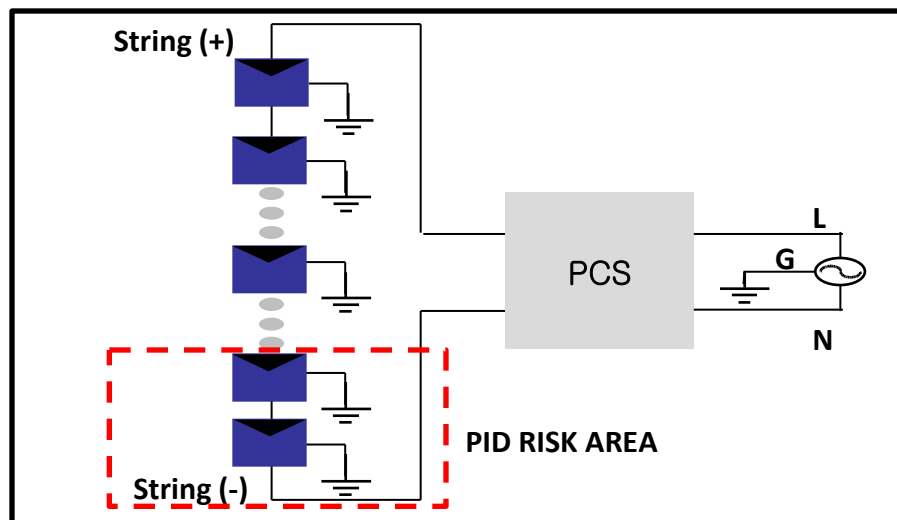 String (+)
L
G
PCS
N
PID RISK AREA
String (-)